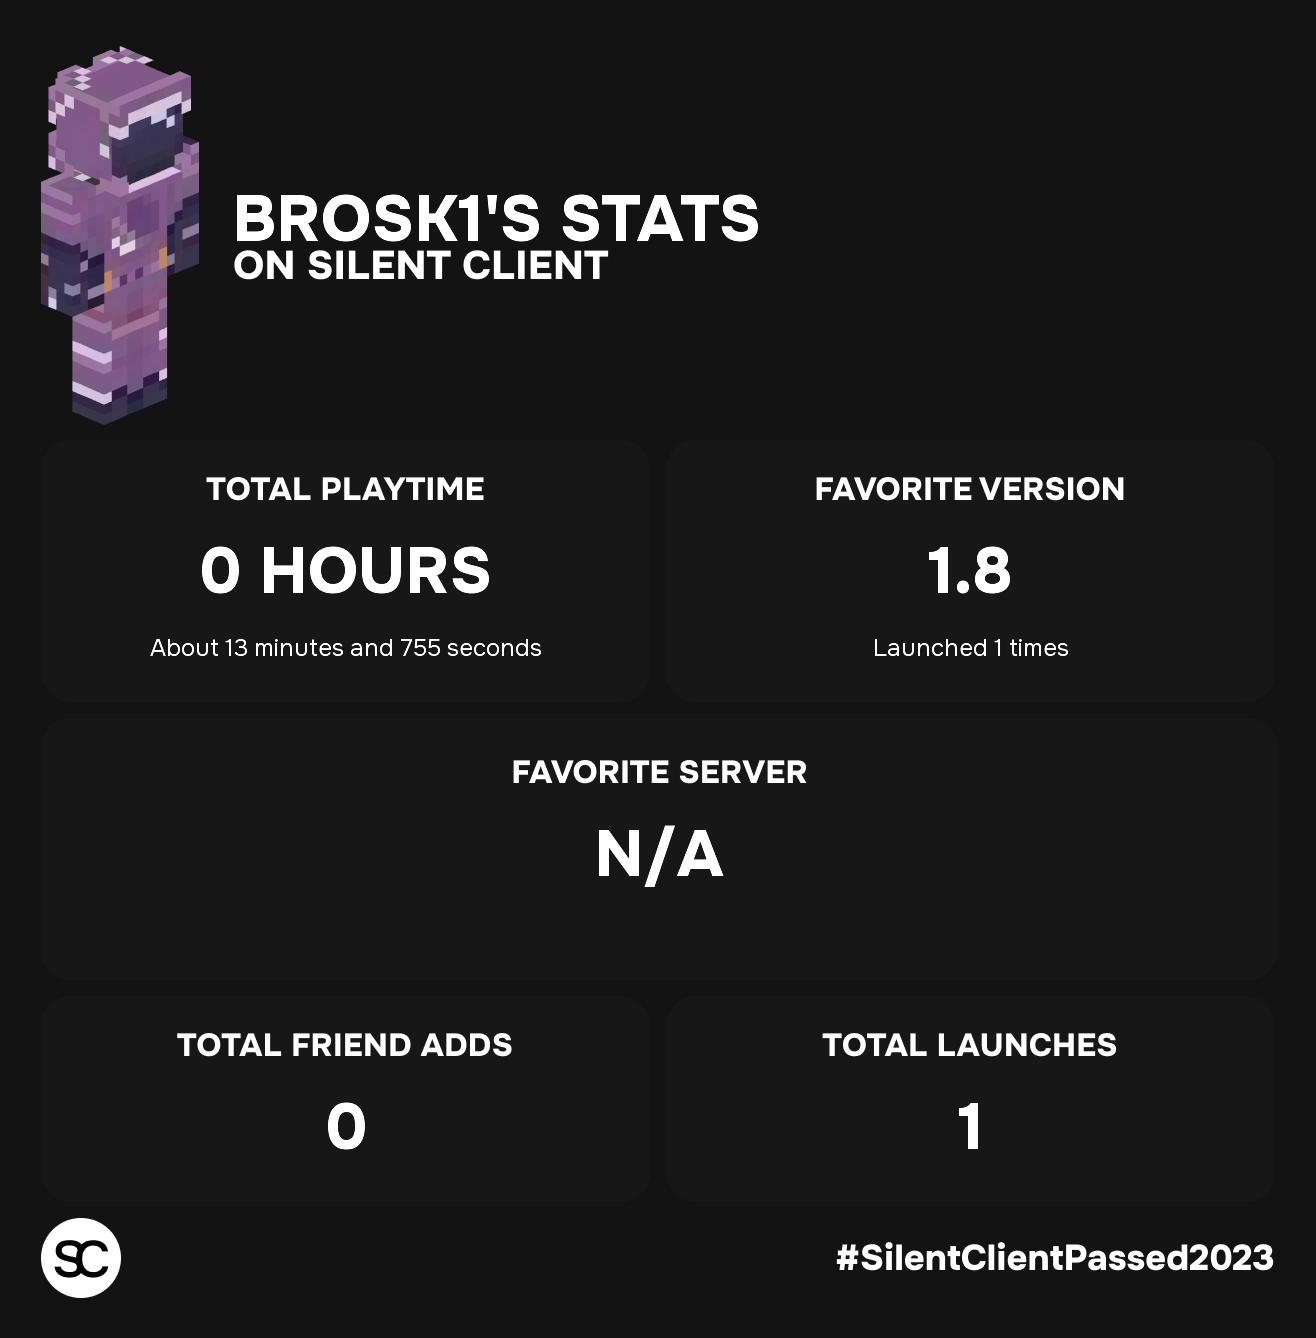 BROSK1'S STATS
ON SILENT CLIENT
TOTAL PLAYTIME
0 HOURS
About 13 minutes and 755 seconds
FAVORITE VERSION
1.8
Launched 1 times
FAVORITE SERVER
N/A
TOTAL FRIEND ADDS
0
TOTAL LAUNCHES
1
SC
#SilentClientPassed2023